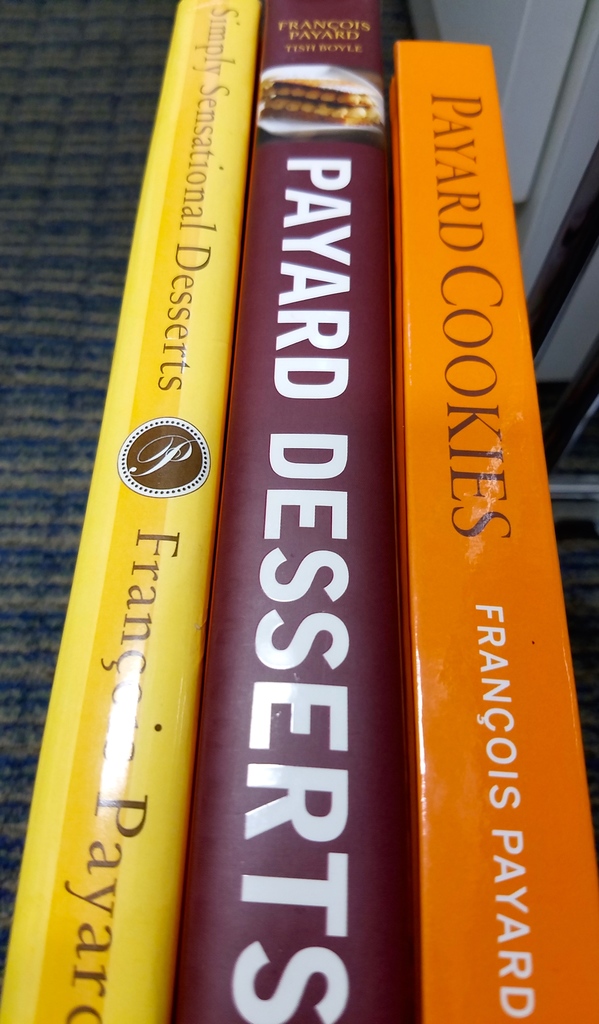 Simply Sensational Desserts
P
François Payard
FRANÇOIS
PAYARD
TISH BOYLE
PAYARD DESSERTS
PAYARD COOKIES
FRANÇOIS PAYARD